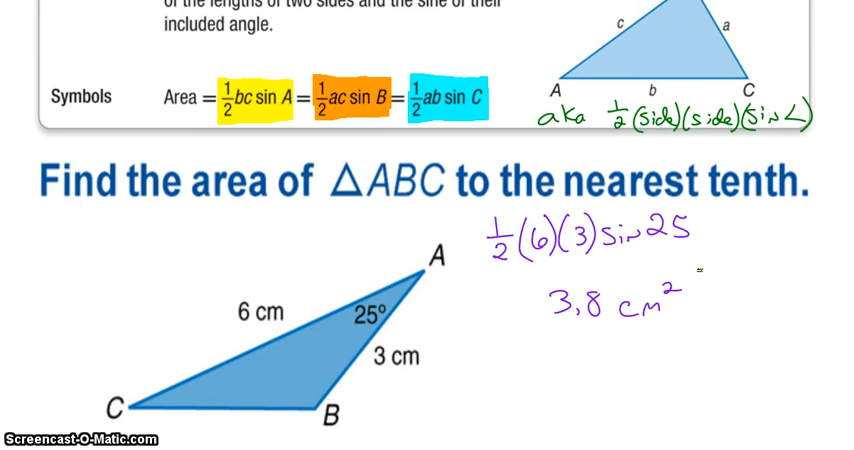 of the lengths of two sides and the sine of their
included angle.
c
a
A
b
C
Symbols
Area = 1/2 bc sin A = 1/2 ac sin B = 1/2 ab sin C
aka 1/2 (side)(side)(sin ∠)
Find the area of △ABC to the nearest tenth.
1/2 (6)(3) sin 25
3.8 cm²
A
6 cm
25º
3 cm
C
B
Screencast-O-Matic.com